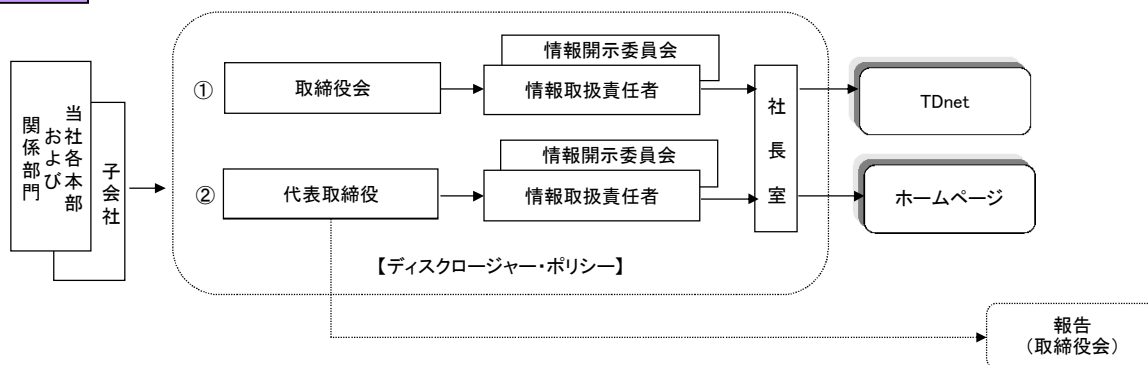 当社各本部
および
関係部門
子会社
①
取締役会
情報開示委員会
情報取扱責任者
②
代表取締役
情報開示委員会
情報取扱責任者
社長室
【ディスクロージャー・ポリシー】
TDnet
ホームページ
報告
（取締役会）